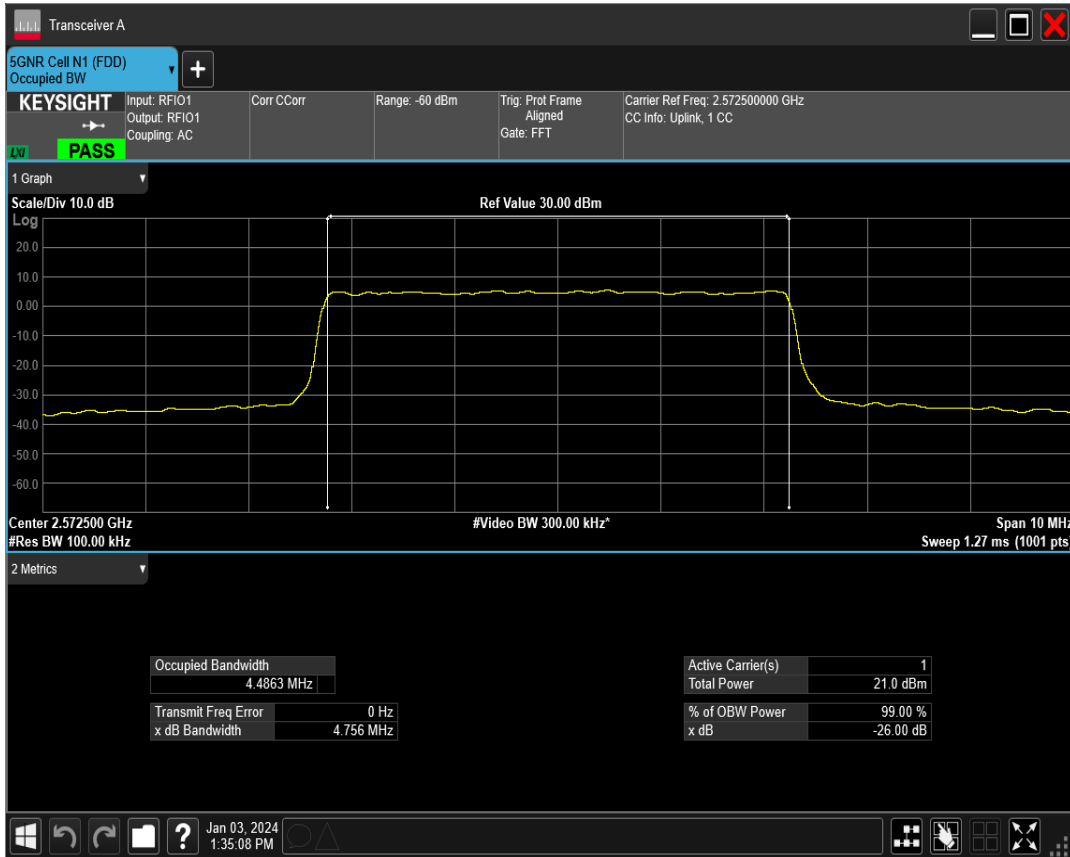 Transceiver A
5GNR Cell N1 (FDD)
Occupied BW
+
KEYSIGHT
LXI
PASS
Input: RFIO1
Output: RFIO1
Coupling: AC
Corr CCorr
Range: -60 dBm
Trig: Prot Frame
Aligned
Gate: FFT
Carrier Ref Freq: 2.572500000 GHz
CC Info: Uplink, 1 CC
1 Graph
Scale/Div 10.0 dB
Ref Value 30.00 dBm
Log
20.0
10.0
0.00
-10.0
-20.0
-30.0
-40.0
-50.0
-60.0
Center 2.572500 GHz
#Video BW 300.00 kHz*
Span 10 MHz
#Res BW 100.00 kHz
Sweep 1.27 ms (1001 pts)
2 Metrics
Occupied Bandwidth
4.4863 MHz
Transmit Freq Error 0 Hz
x dB Bandwidth 4.756 MHz
Active Carrier(s) 1
Total Power 21.0 dBm
% of OBW Power 99.00 %
x dB -26.00 dB
?
Jan 03, 2024
1:35:08 PM